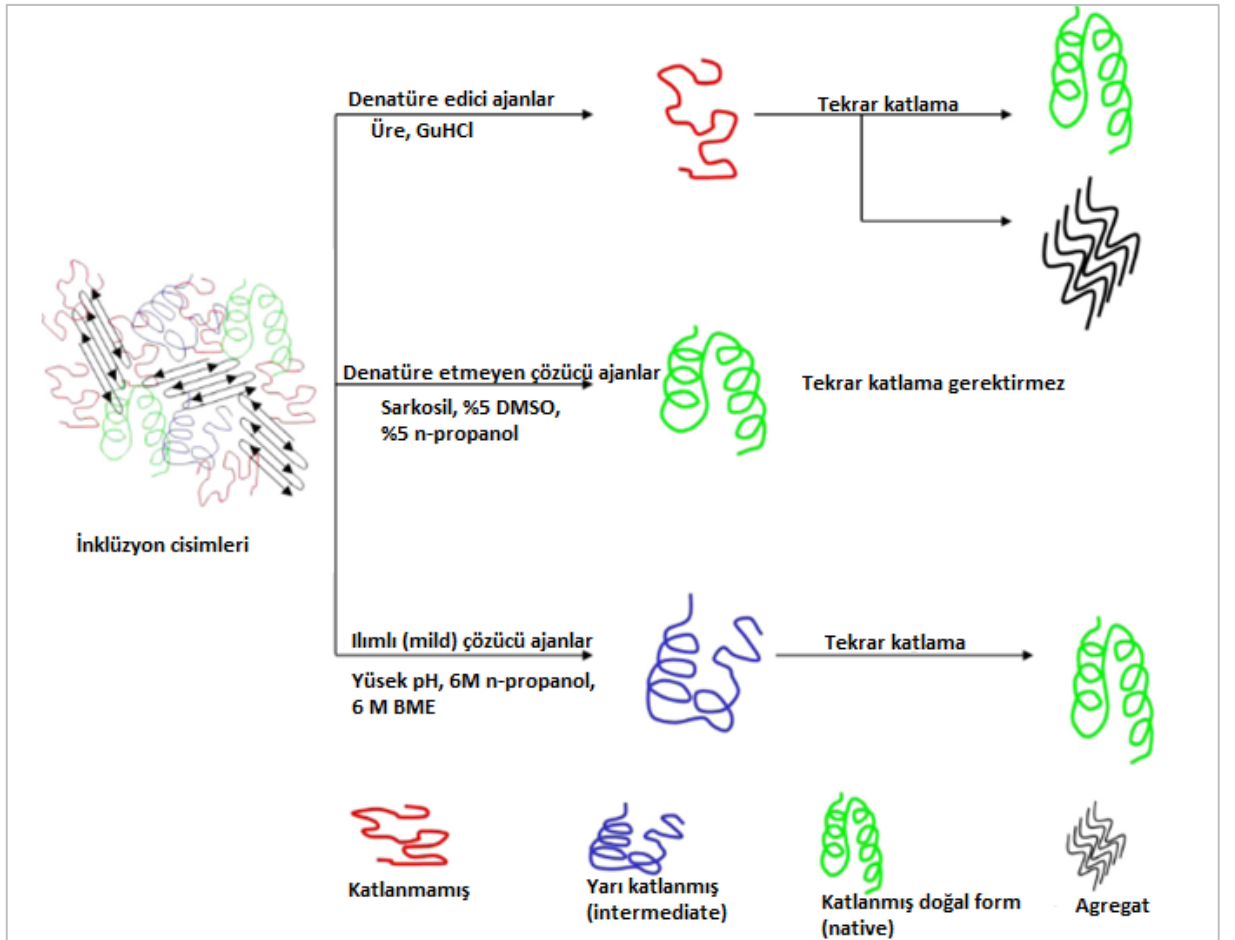 Denatüre edici ajanlar
Üre, GuHCl
Tekrar katlama
Denatüre etmeyen çözücü ajanlar
Sarkosil, %5 DMSO,
%5 n-propanol
Tekrar katlama gerektirmez
İnklüzyon cisimleri
Ilımlı (mild) çözücü ajanlar
Yüsek pH, 6M n-propanol,
6 M BME
Tekrar katlama
Katlanmamış
Yarı katlanmış
(intermediate)
Katlanmış doğal form
(native)
Agregat